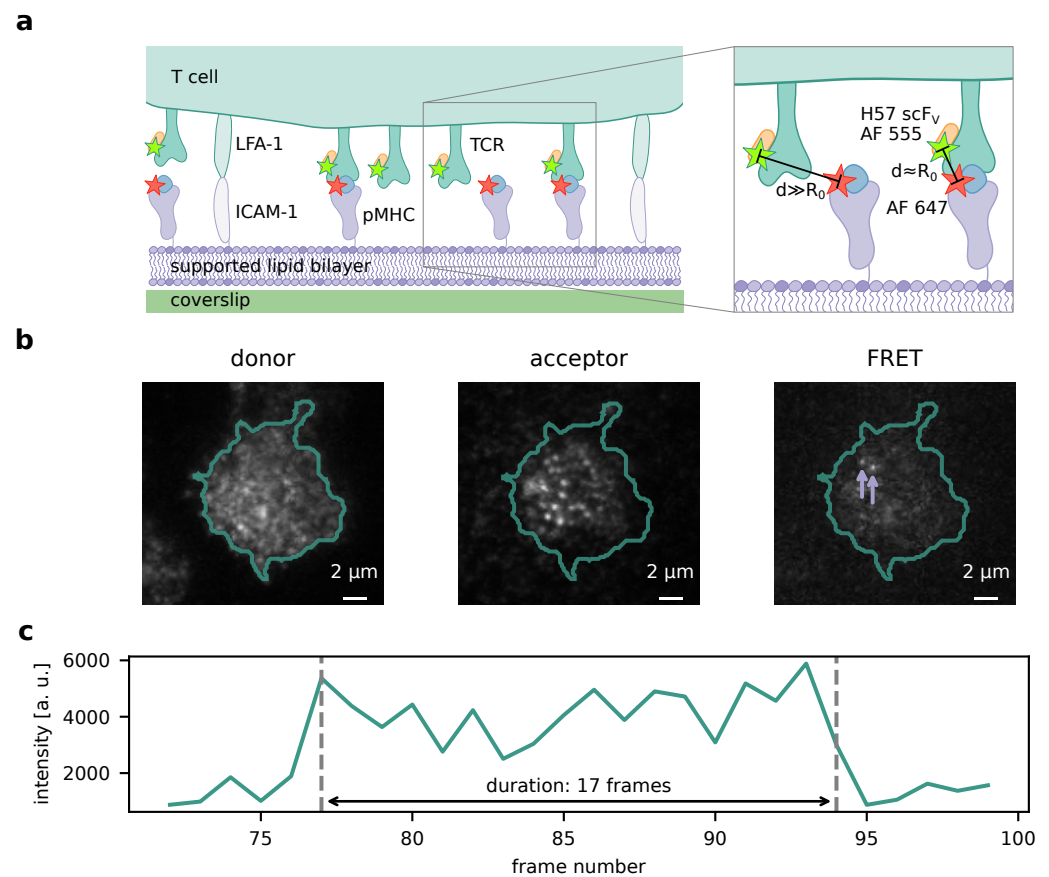 a
T cell
LFA-1
TCR
ICAM-1
pMHC
supported lipid bilayer
coverslip
H57 scFV
AF 555
d≫R0
d≈R0
AF 647
b
donor
acceptor
FRET
2 μm
2 μm
2 μm
c
intensity [a. u.]
6000
4000
2000
duration: 17 frames
75
80
85
90
95
100
frame number